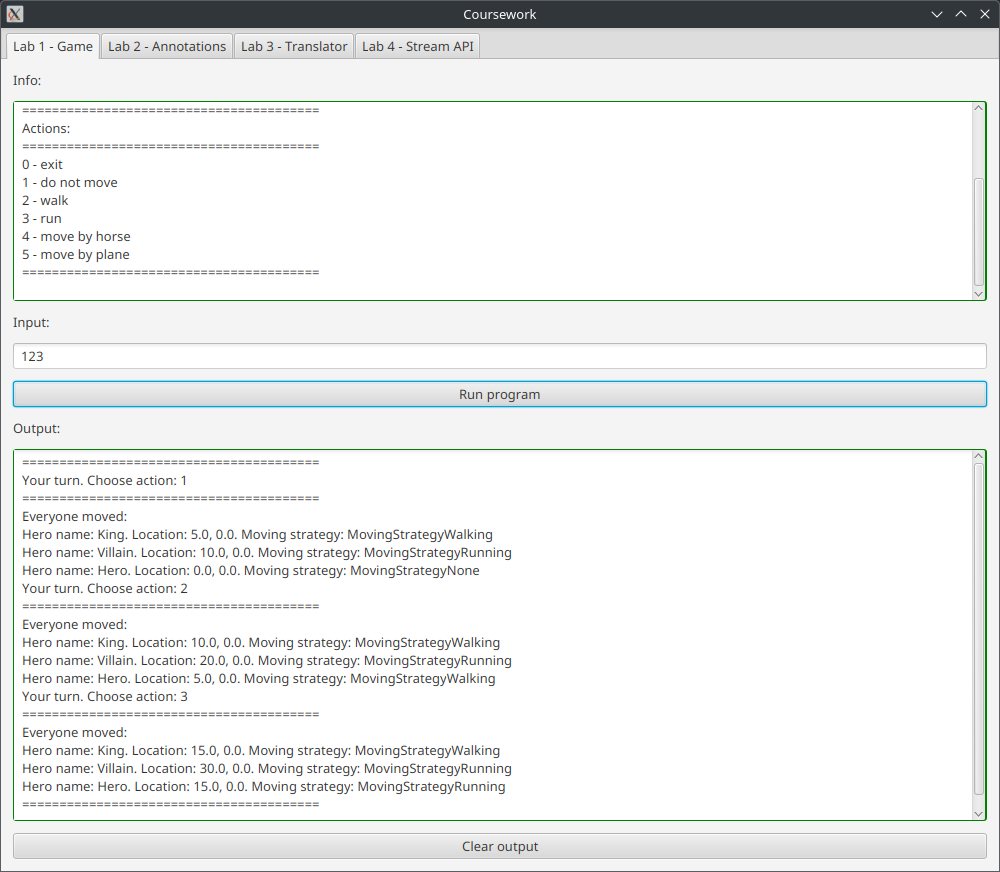 Coursework
Lab 1 - Game Lab 2 - Annotations Lab 3 - Translator Lab 4 - Stream API
Info:
========================================
Actions:
========================================
0 - exit
1 - do not move
2 - walk
3 - run
4 - move by horse
5 - move by plane
========================================
Input:
123
Run program
Output:
========================================
Your turn. Choose action: 1
========================================
Everyone moved:
Hero name: King. Location: 5.0, 0.0. Moving strategy: MovingStrategyWalking
Hero name: Villain. Location: 10.0, 0.0. Moving strategy: MovingStrategyRunning
Hero name: Hero. Location: 0.0, 0.0. Moving strategy: MovingStrategyNone
Your turn. Choose action: 2
========================================
Everyone moved:
Hero name: King. Location: 10.0, 0.0. Moving strategy: MovingStrategyWalking
Hero name: Villain. Location: 20.0, 0.0. Moving strategy: MovingStrategyRunning
Hero name: Hero. Location: 5.0, 0.0. Moving strategy: MovingStrategyWalking
Your turn. Choose action: 3
========================================
Everyone moved:
Hero name: King. Location: 15.0, 0.0. Moving strategy: MovingStrategyWalking
Hero name: Villain. Location: 30.0, 0.0. Moving strategy: MovingStrategyRunning
Hero name: Hero. Location: 15.0, 0.0. Moving strategy: MovingStrategyRunning
========================================
Clear output